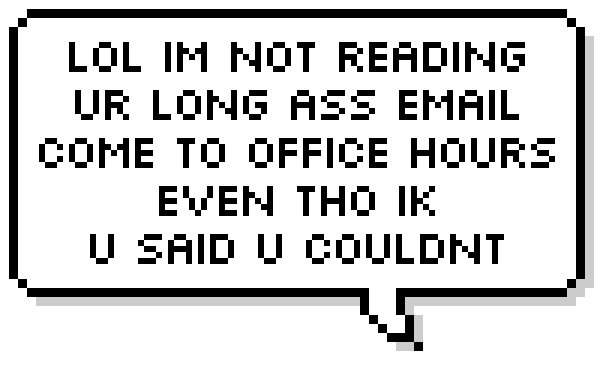 LOL IM NOT READING
UR LONG ASS EMAIL
COME TO OFFICE HOURS
EVEN THO IK
U SAID U COULDNT